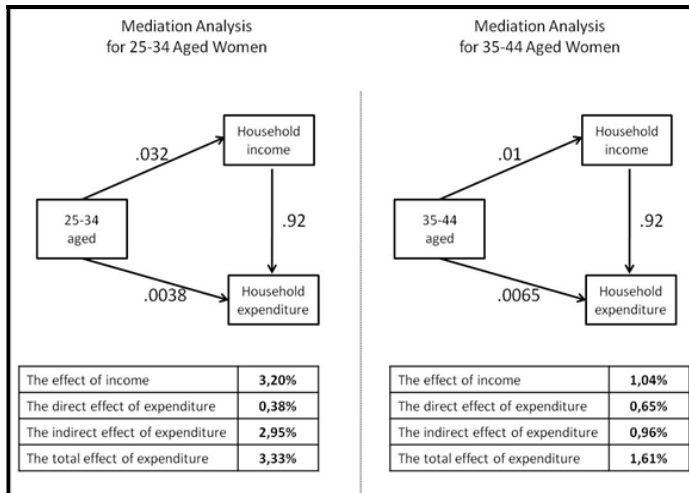 Mediation Analysis
for 25-34 Aged Women
Household
income
.032
25-34
aged
.92
.0038
Household
expenditure
The effect of income 3,20%
The direct effect of expenditure 0,38%
The indirect effect of expenditure 2,95%
The total effect of expenditure 3,33%
Mediation Analysis
for 35-44 Aged Women
Household
income
.01
35-44
aged
.92
.0065
Household
expenditure
The effect of income 1,04%
The direct effect of expenditure 0,65%
The indirect effect of expenditure 0,96%
The total effect of expenditure 1,61%